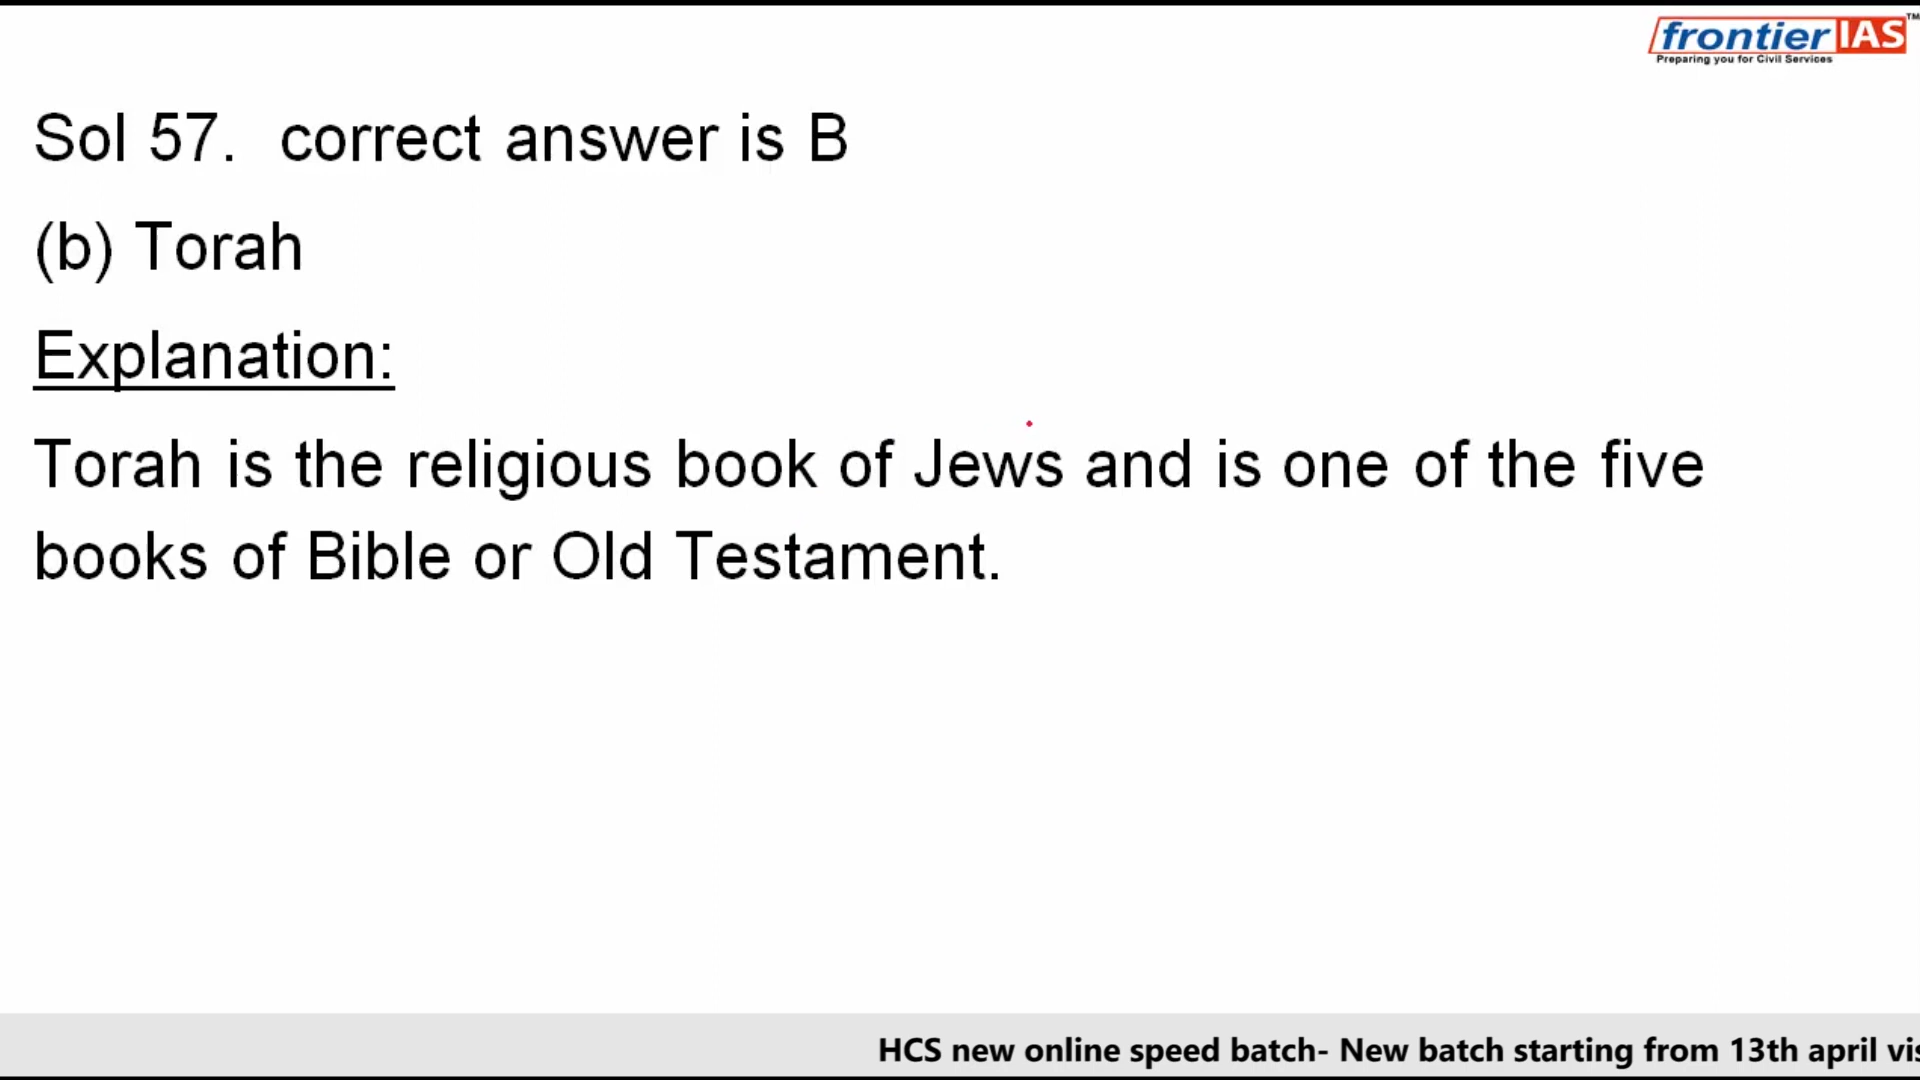 frontier IAS TM
Preparing you for Civil Services
Sol 57. correct answer is B
(b) Torah
Explanation:
Torah is the religious book of Jews and is one of the five
books of Bible or Old Testament.
HCS new online speed batch- New batch starting from 13th april vis